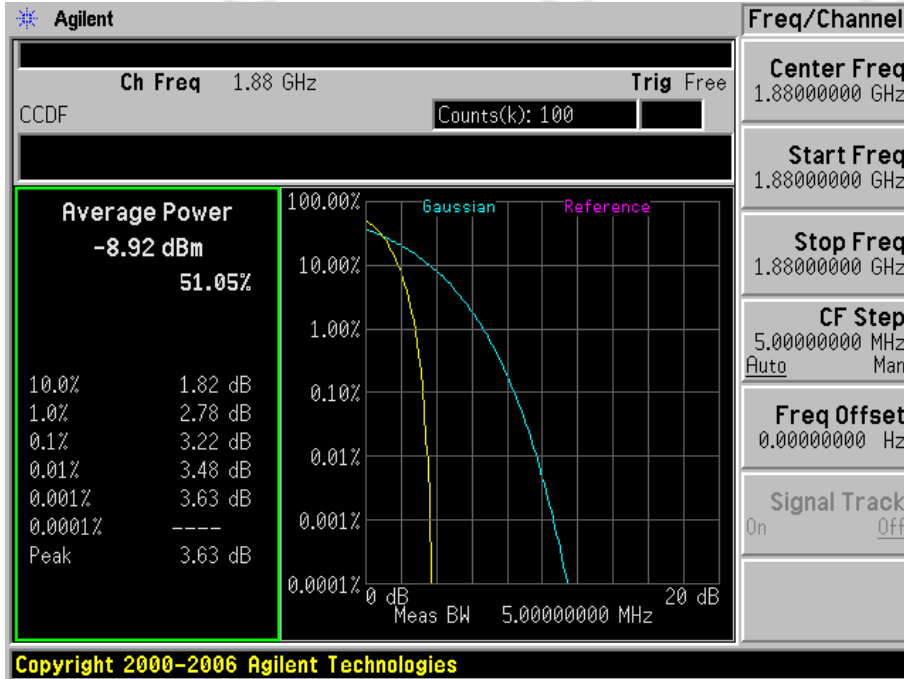 Agilent
Freq/Channel
Ch Freq 1.88 GHz Trig Free
CCDF Counts(k): 100
Average Power
-8.92 dBm
51.05%
10.0% 1.82 dB
1.0% 2.78 dB
0.1% 3.22 dB
0.01% 3.48 dB
0.001% 3.63 dB
0.0001% ----
Peak 3.63 dB
Gaussian Reference
100.00%
10.00%
1.00%
0.10%
0.01%
0.001%
0.0001%
0 dB 20 dB
Meas BW 5.00000000 MHz
Center Freq
1.88000000 GHz
Start Freq
1.88000000 GHz
Stop Freq
1.88000000 GHz
CF Step
5.00000000 MHz
Auto Man
Freq Offset
0.00000000 Hz
Signal Track
On Off
Copyright 2000-2006 Agilent Technologies